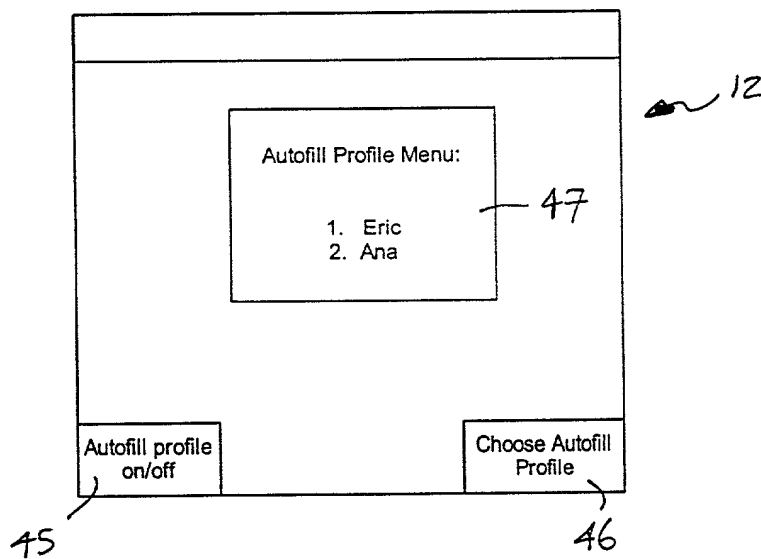 12
Autofill Profile Menu:
47
1. Eric
2. Ana
Autofill profile
on/off
Choose Autofill
Profile
45
46